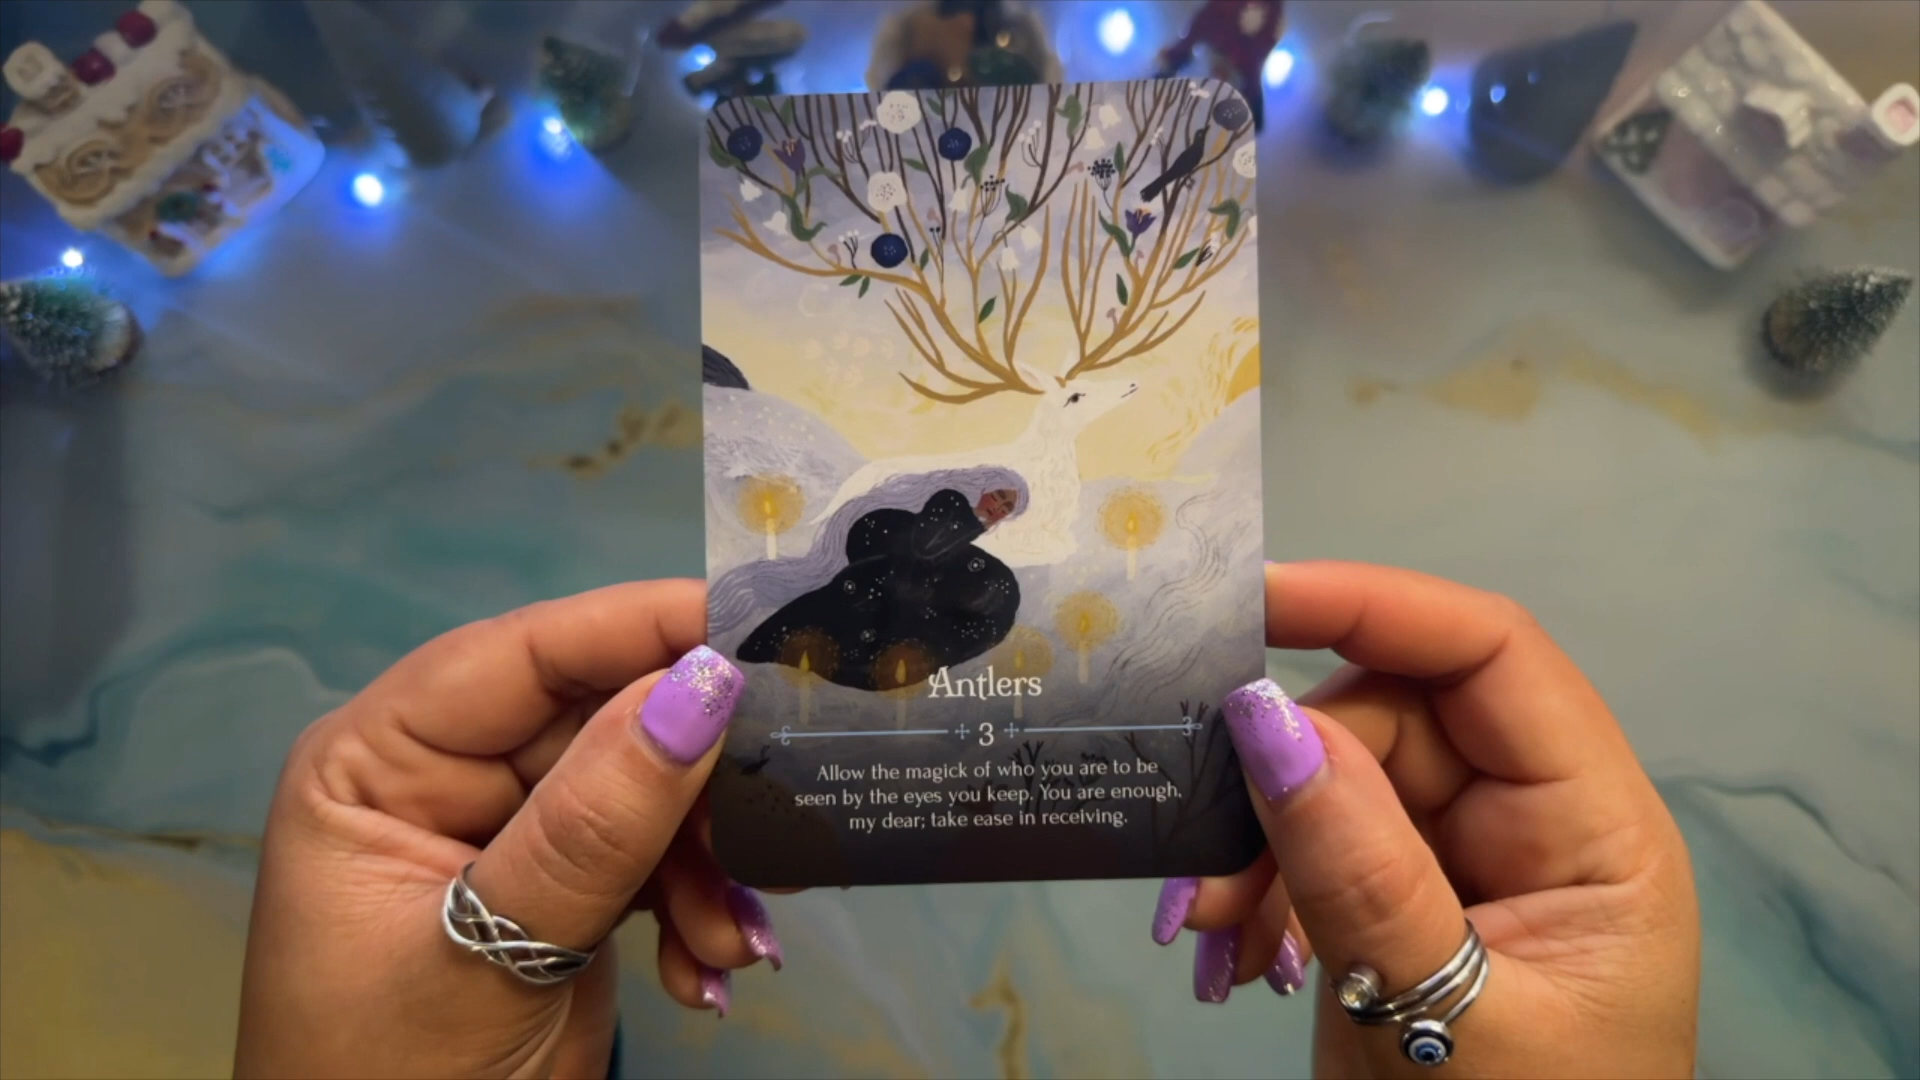 Antlers
3
Allow the magick of who you are to be
seen by the eyes you keep. You are enough,
my dear; take ease in receiving.